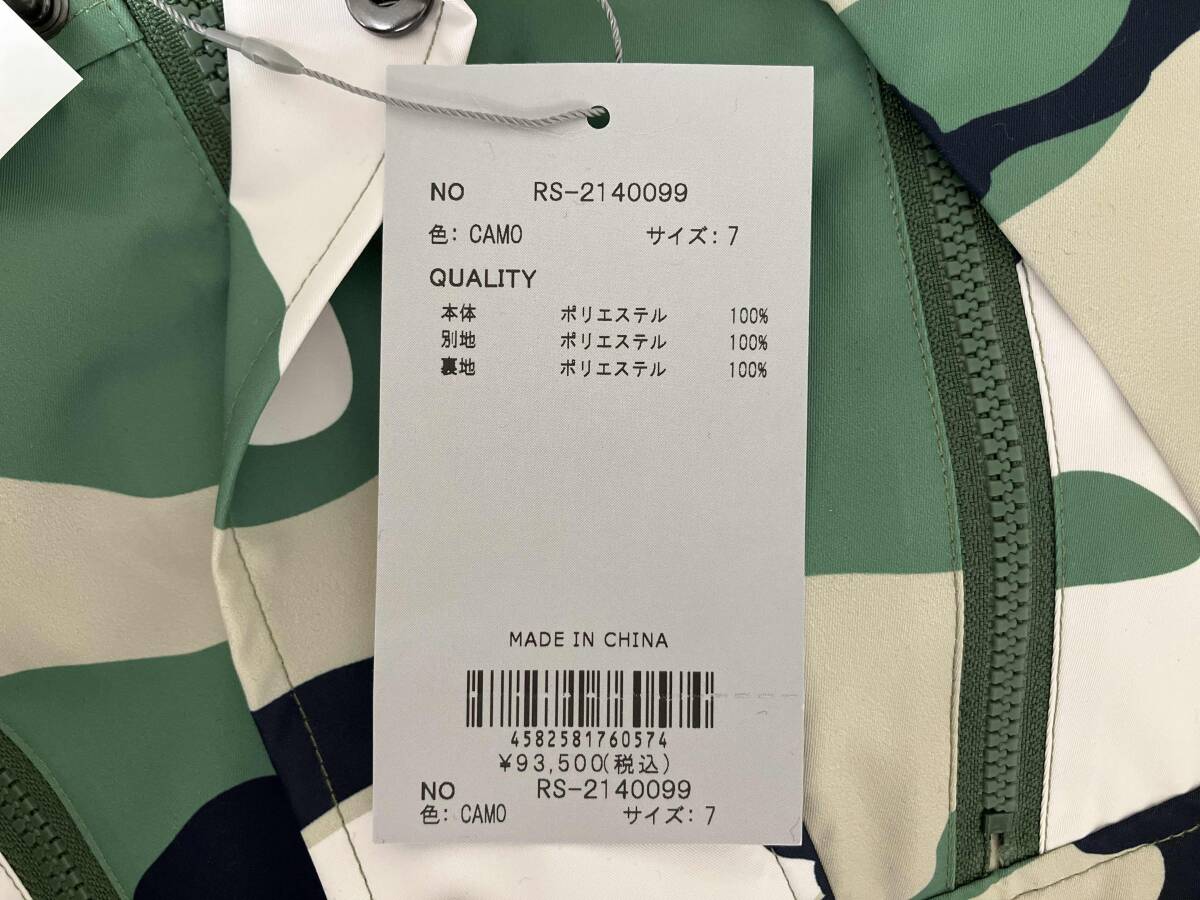 NO RS-2140099
色: CAMO サイズ: 7
QUALITY
本体 ポリエステル 100%
別地 ポリエステル 100%
裏地 ポリエステル 100%
MADE IN CHINA
4582581760574
¥93,500(税込)
NO RS-2140099
色: CAMO サイズ: 7